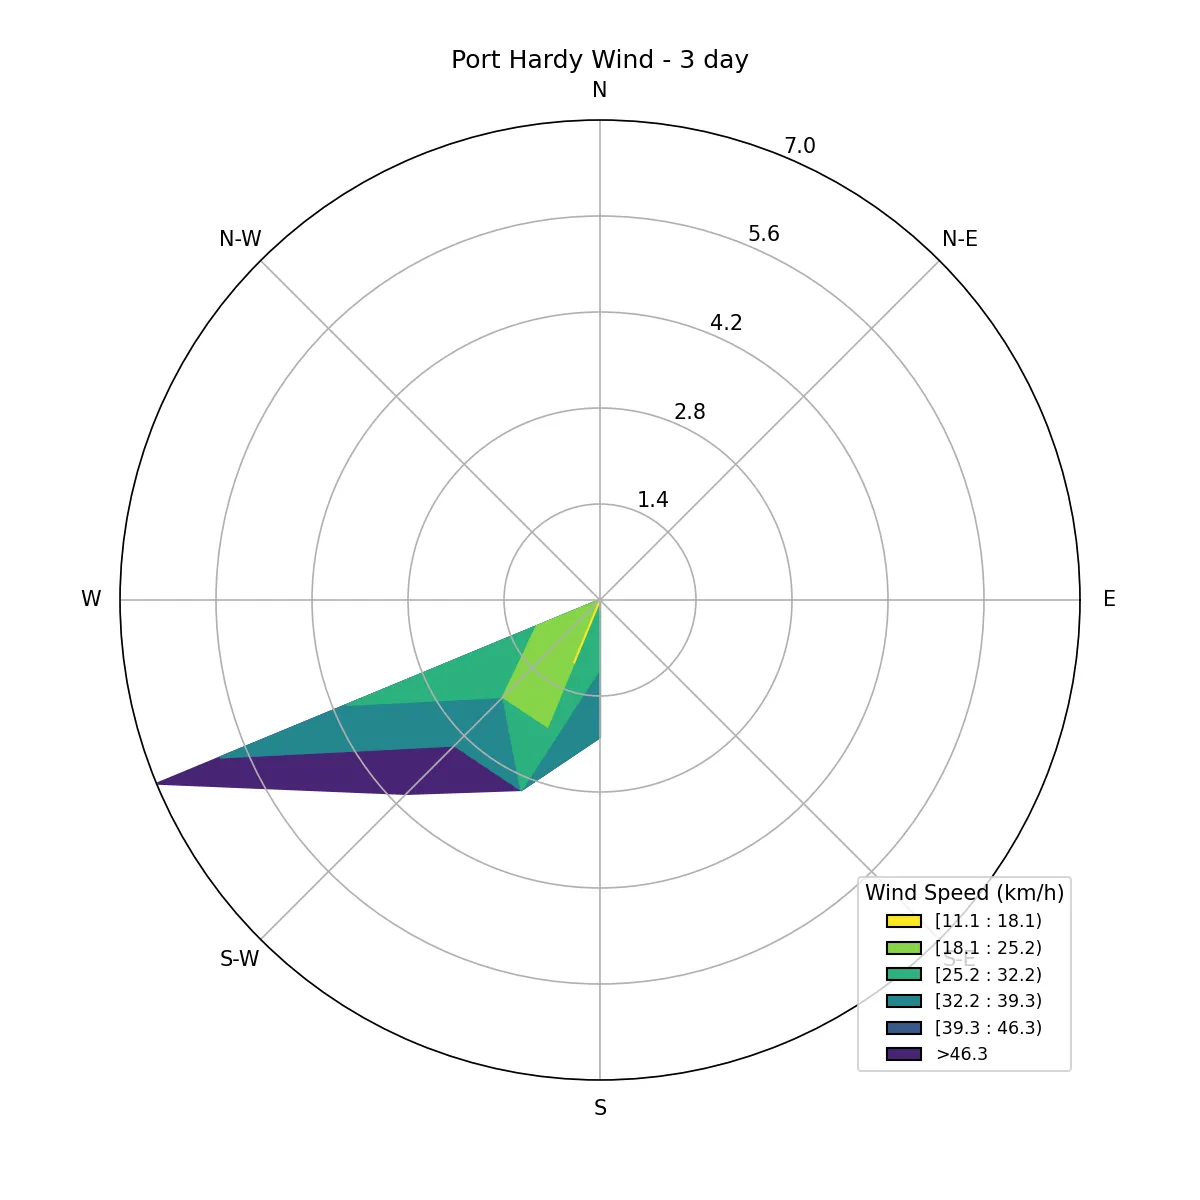 Port Hardy Wind - 3 day
N
7.0
5.6
N-W
N-E
4.2
2.8
1.4
W
E
S-W
S-E
Wind Speed (km/h)
[11.1 : 18.1)
[18.1 : 25.2)
[25.2 : 32.2)
[32.2 : 39.3)
[39.3 : 46.3)
>46.3
S